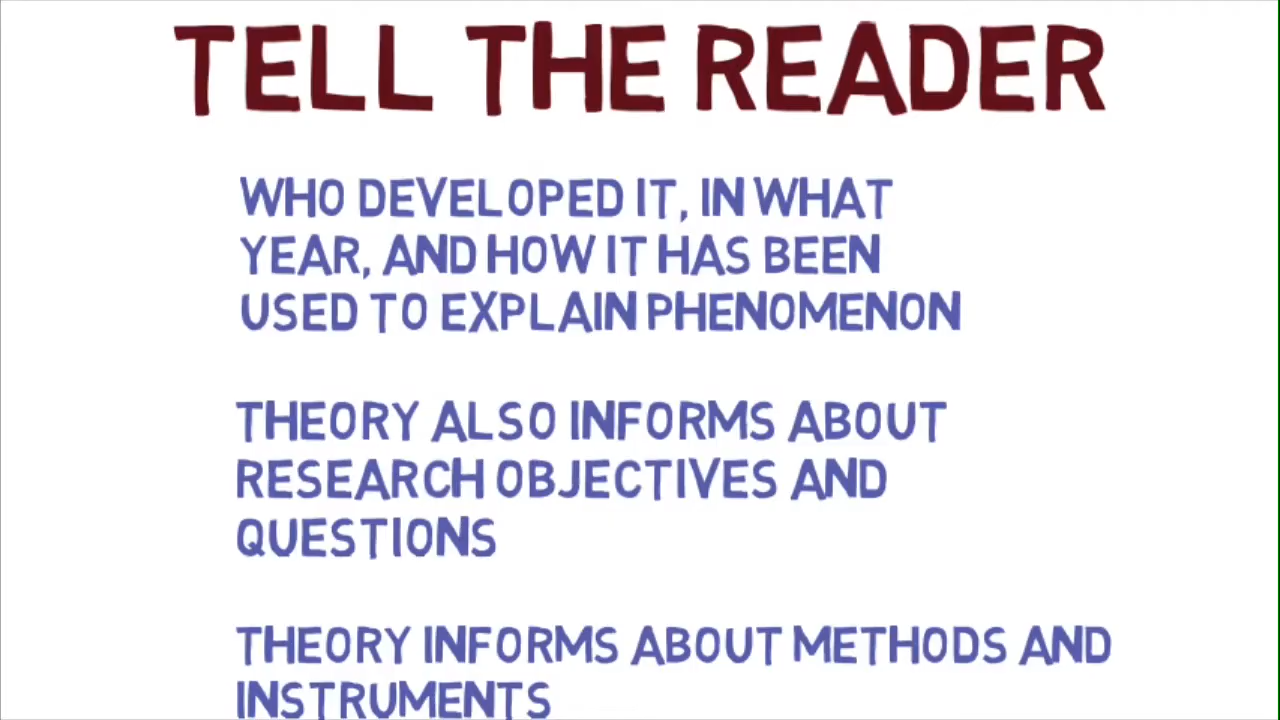 TELL THE READER
WHO DEVELOPED IT, IN WHAT
YEAR, AND HOW IT HAS BEEN
USED TO EXPLAIN PHENOMENON
THEORY ALSO INFORMS ABOUT
RESEARCH OBJECTIVES AND
QUESTIONS
THEORY INFORMS ABOUT METHODS AND
INSTRUMENTS